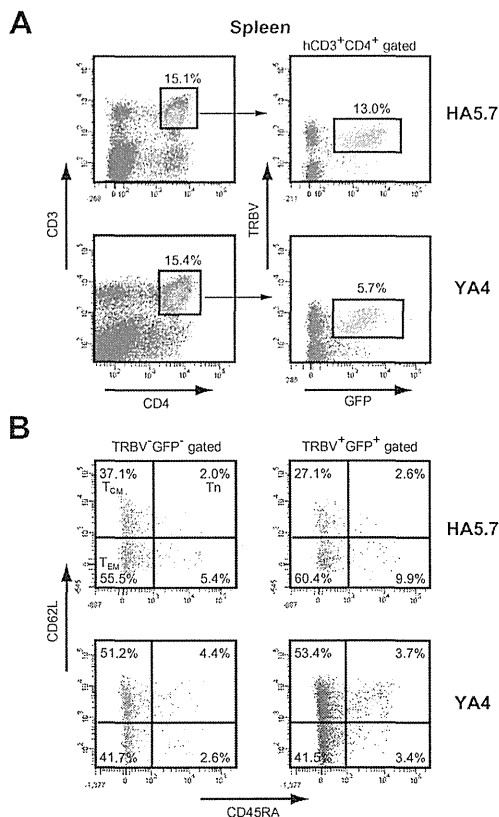 A
Spleen
hCD3+CD4+ gated
15.1%
13.0%
HA5.7
CD3
TRBV
15.4%
5.7%
YA4
CD4
GFP
B
TRBV-GFP- gated
TRBV+GFP+ gated
37.1% 2.0%
TCM Tn
27.1% 2.6%
HA5.7
TEM
55.5% 5.4%
60.4% 9.9%
CD62L
51.2% 4.4%
53.4% 3.7%
YA4
41.7% 2.6%
41.5% 3.4%
CD45RA